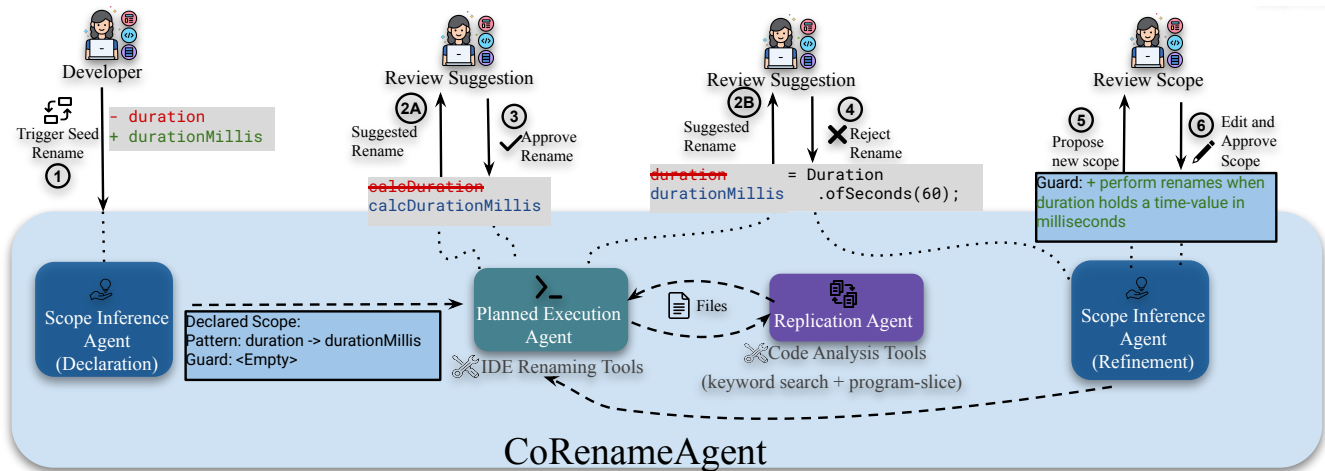 Developer
Trigger Seed
Rename
1
- duration
+ durationMillis
Review Suggestion
2A
Suggested
Rename
3
Approve
Rename
calcDuration
calcDurationMillis
Review Suggestion
2B
Suggested
Rename
4
Reject
Rename
duration = Duration
durationMillis .ofSeconds(60);
Review Scope
5
Propose
new scope
6
Edit and
Approve
Scope
Guard: + perform renames when
duration holds a time-value in
milliseconds
Scope Inference
Agent
(Declaration)
Declared Scope:
Pattern: duration -> durationMillis
Guard: <Empty>
Planned Execution
Agent
IDE Renaming Tools
Files
Replication Agent
Code Analysis Tools
(keyword search + program-slice)
Scope Inference
Agent
(Refinement)
CoRenameAgent